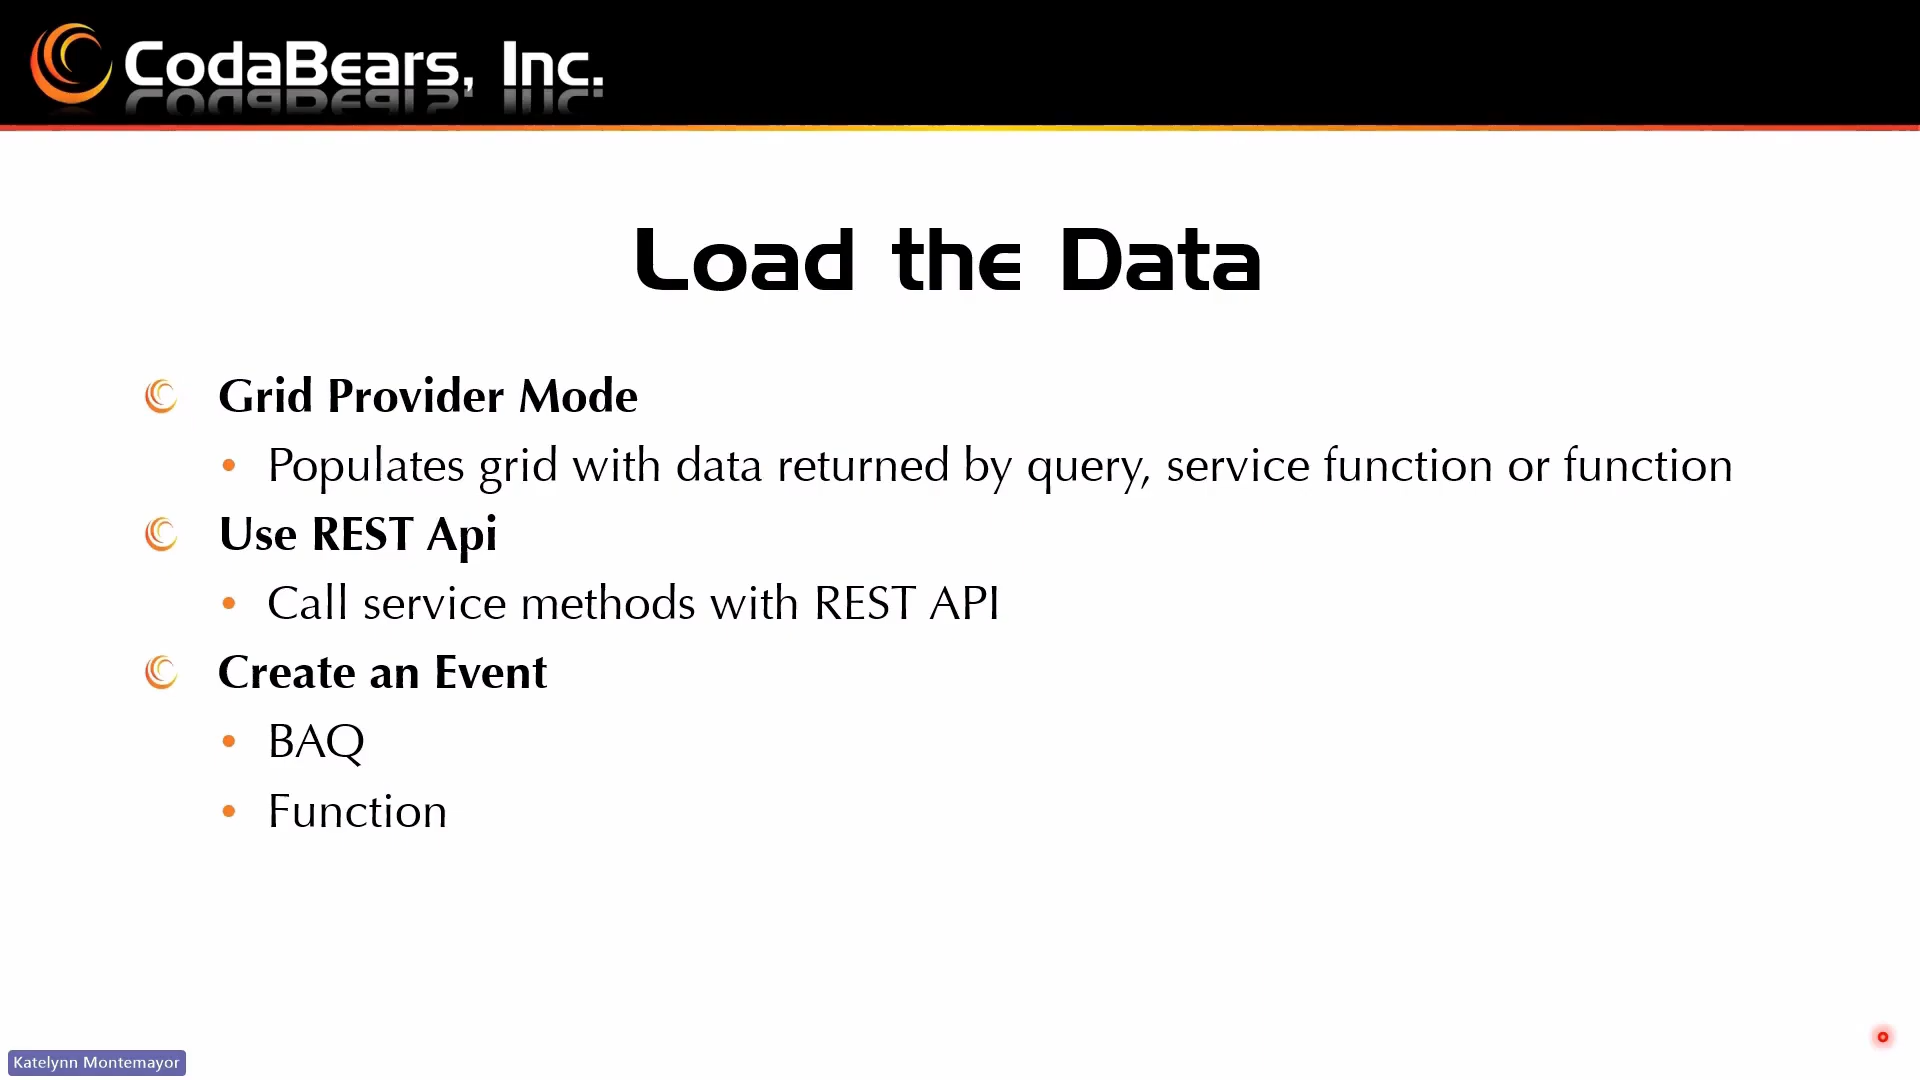 CodaBears, Inc.
Load the Data
Grid Provider Mode
• Populates grid with data returned by query, service function or function
Use REST Api
• Call service methods with REST API
Create an Event
• BAQ
• Function
Katelynn Montemayor